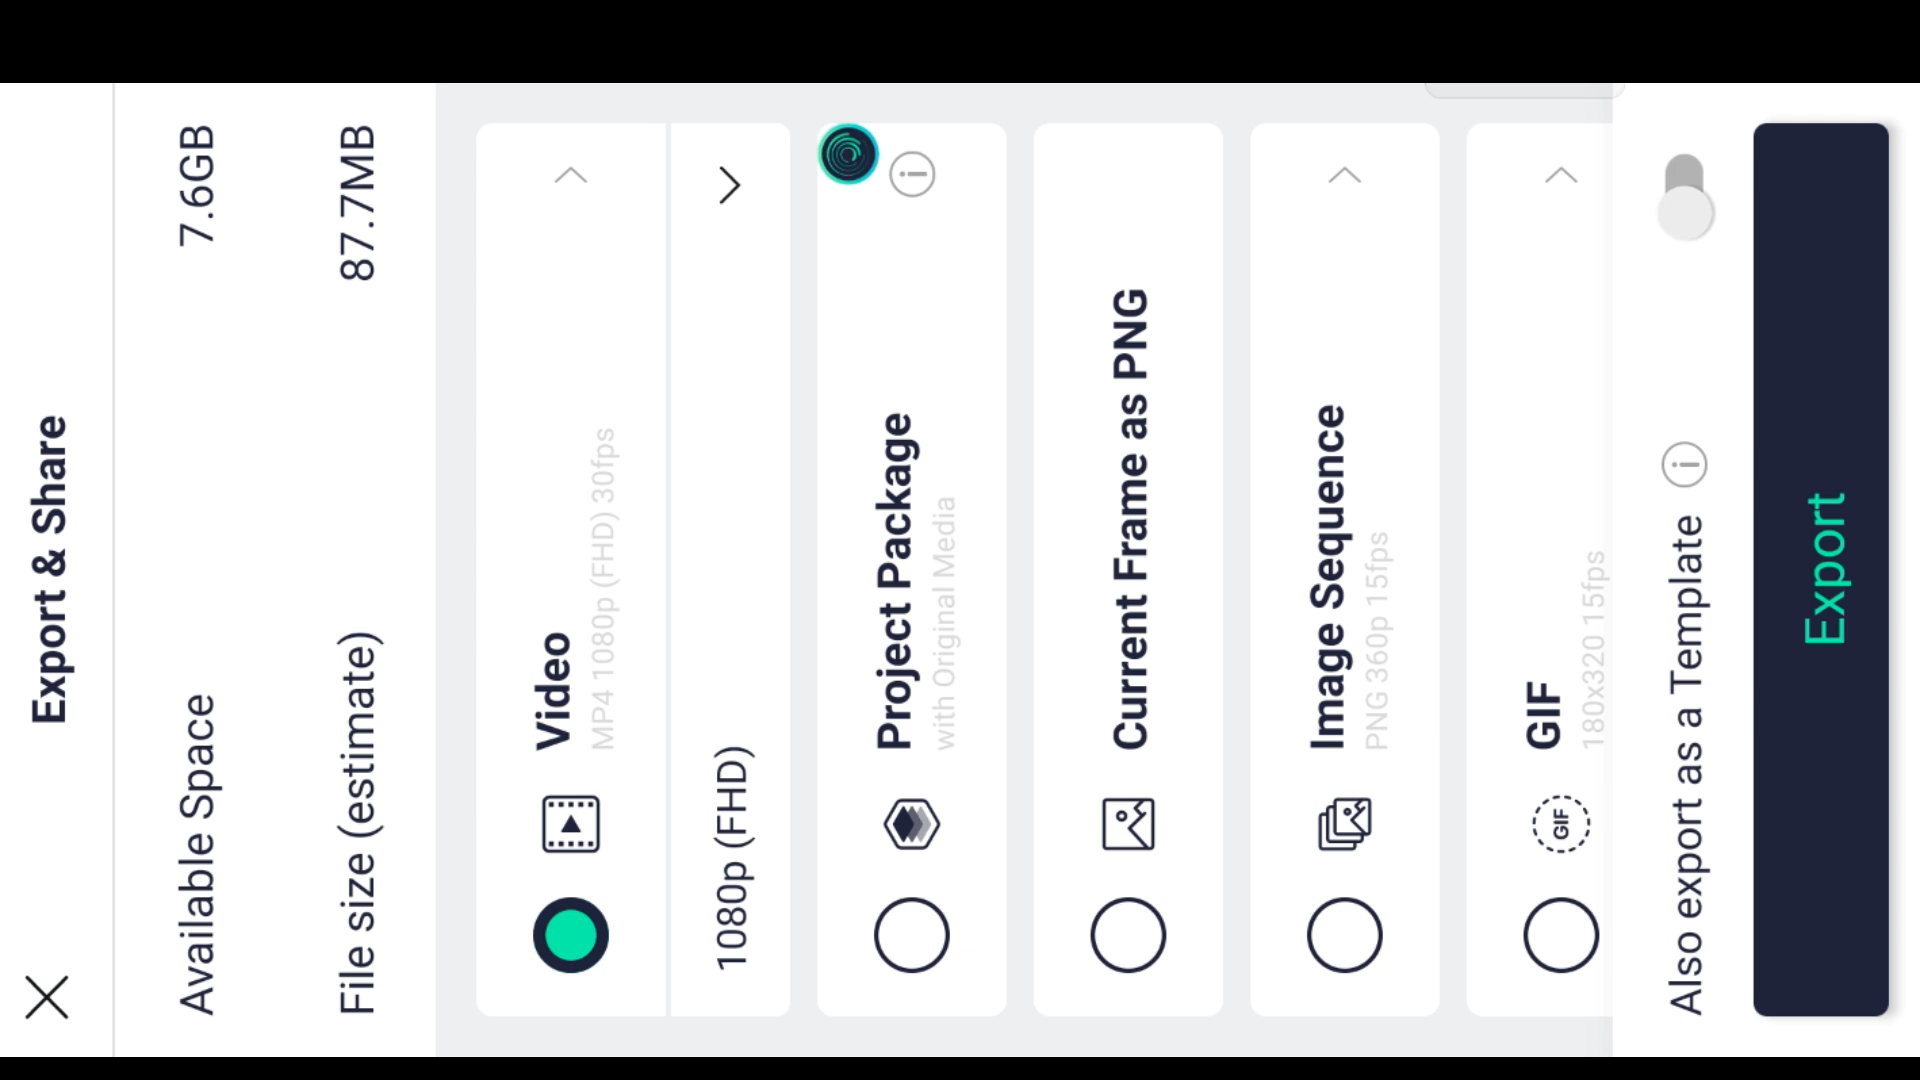 Export & Share
Available Space 7.6GB
File size (estimate) 87.7MB
Video
MP4 1080p (FHD) 30fps
1080p (FHD)
Project Package
with Original Media
Current Frame as PNG
Image Sequence
PNG 360p 15fps
GIF
GIF
180x320 15fps
Also export as a Template
Export